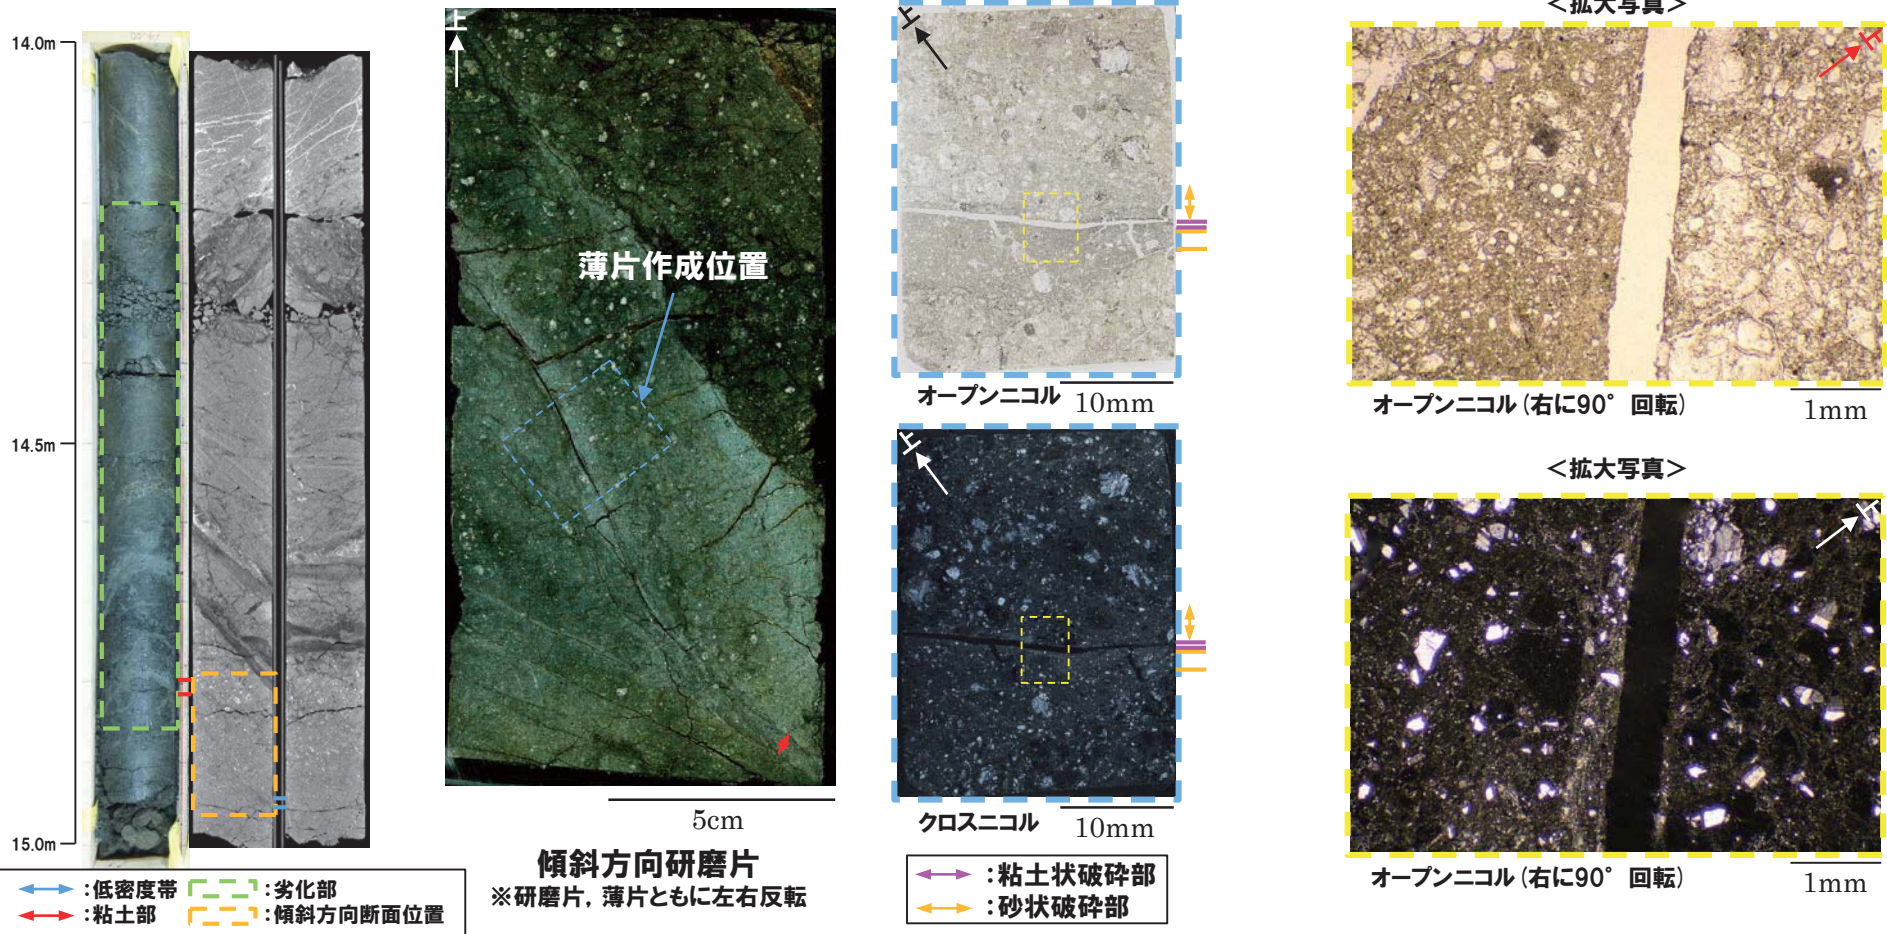 14.0m
14.5m
15.0m
:低密度帯
:劣化部
:粘土部
:傾斜方向断面位置
上
薄片作成位置
5cm
傾斜方向研磨片
※研磨片，薄片ともに左右反転
上
オープンニコル
10mm
上
クロスニコル
10mm
:粘土状破砕部
:砂状破砕部
<拡大写真>
上
オープンニコル（右に90°回転）
1mm
<拡大写真>
上
オープンニコル（右に90°回転）
1mm